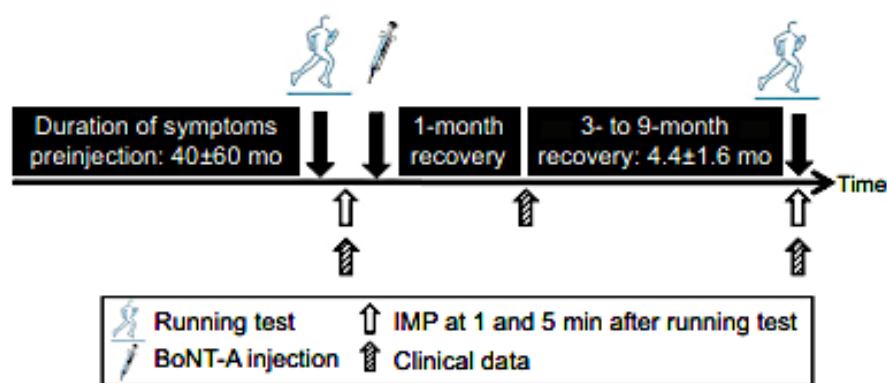 Duration of symptoms
preinjection: 40±60 mo
1-month
recovery
3- to 9-month
recovery: 4.4±1.6 mo
Time
Running test
IMP at 1 and 5 min after running test
BoNT-A injection
Clinical data